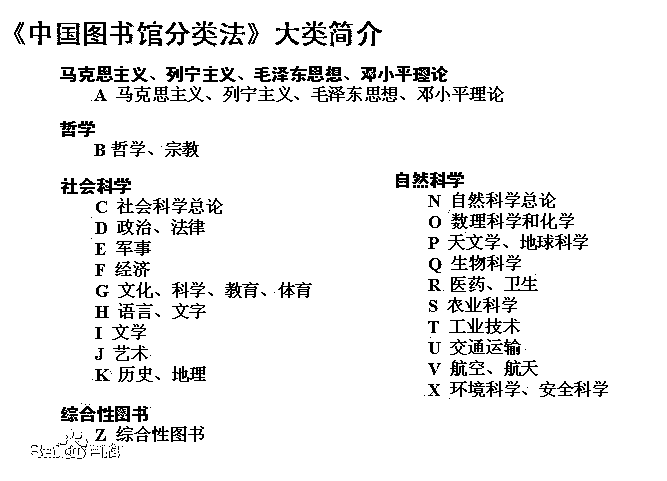 《中国图书馆分类法》大类简介
马克思主义、列宁主义、毛泽东思想、邓小平理论
A 马克思主义、列宁主义、毛泽东思想、邓小平理论
哲学
B 哲学、宗教
社会科学
C 社会科学总论
D 政治、法律
E 军事
F 经济
G 文化、科学、教育、体育
H 语言、文字
I 文学
J 艺术
K 历史、地理
自然科学
N 自然科学总论
O 数理科学和化学
P 天文学、地球科学
Q 生物科学
R 医药、卫生
S 农业科学
T 工业技术
U 交通运输
V 航空、航天
X 环境科学、安全科学
综合性图书
Z 综合性图书